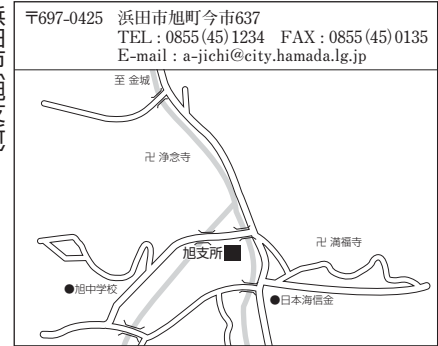 〒697-0425 浜田市旭町今市637
TEL：0855(45)1234 FAX：0855(45)0135
E-mail：a-jichi@city.hamada.lg.jp
至 金城
卍 浄念寺
旭支所
卍 満福寺
●旭中学校
●日本海信金